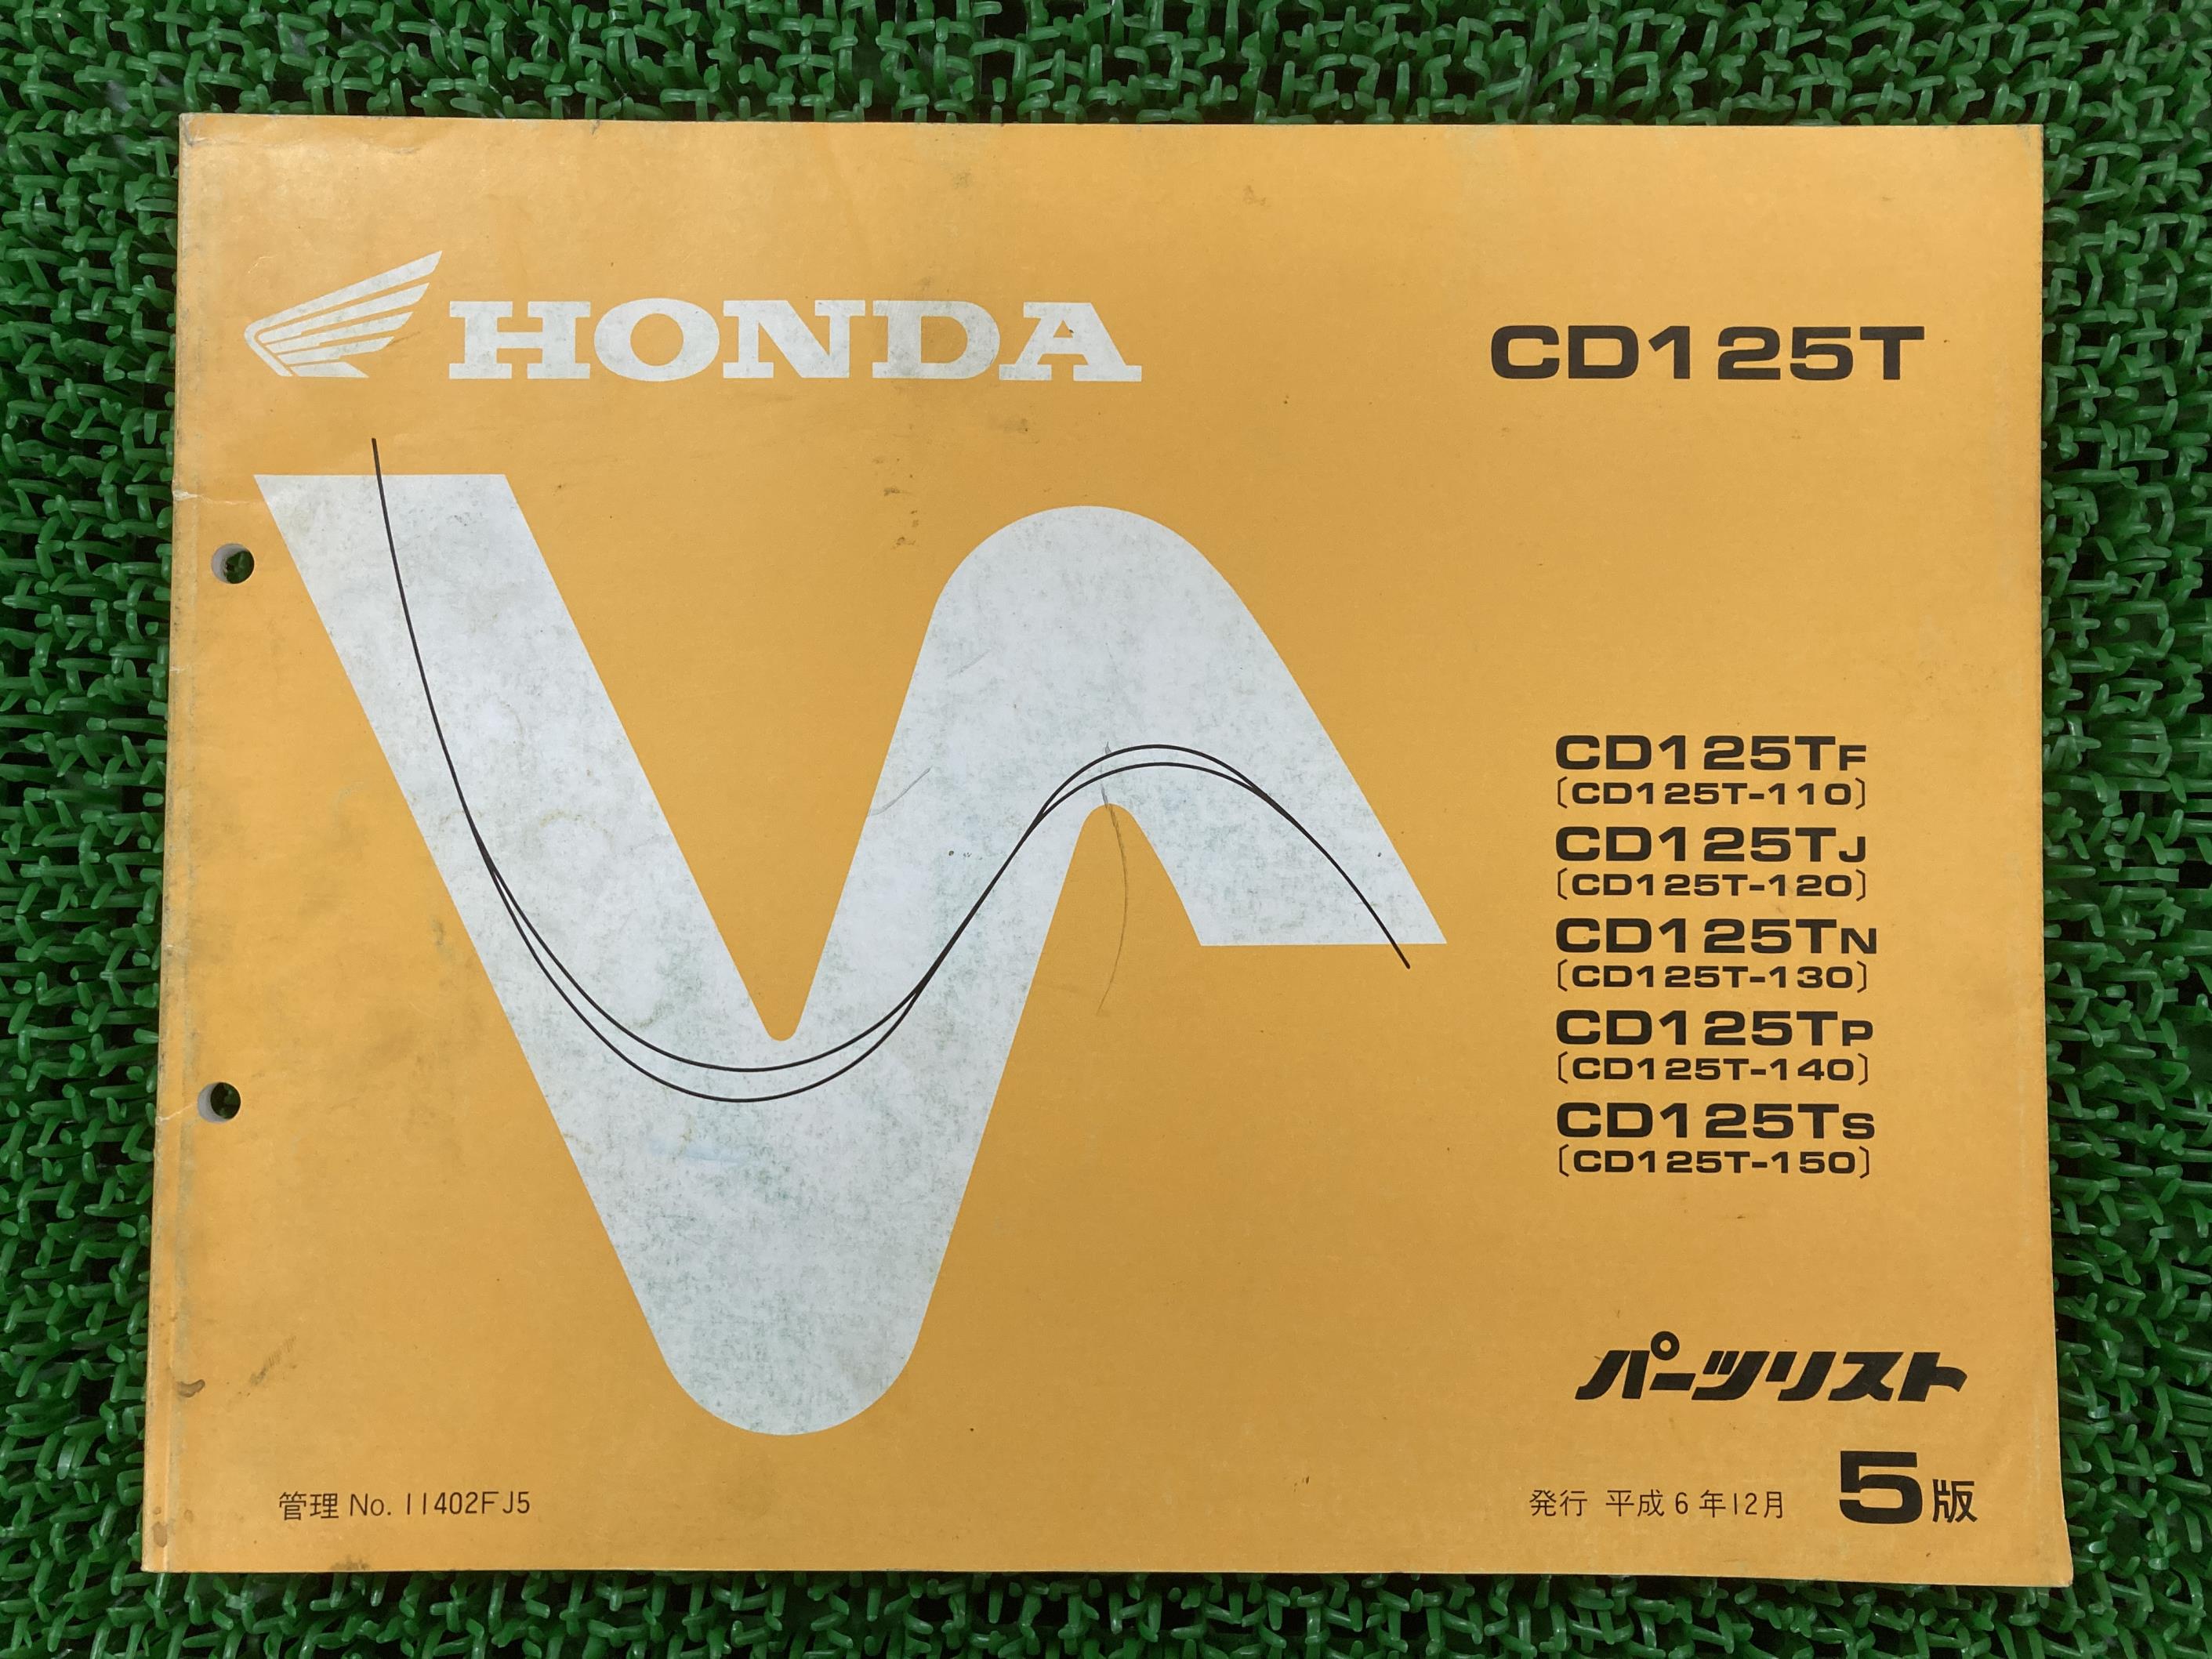 HONDA
CD125T
CD125TF
〔CD125T-110〕
CD125TJ
〔CD125T-120〕
CD125TN
〔CD125T-130〕
CD125TP
〔CD125T-140〕
CD125TS
〔CD125T-150〕
パーツリスト
管理 No. 11402FJ5
発行 平成6年12月 5版